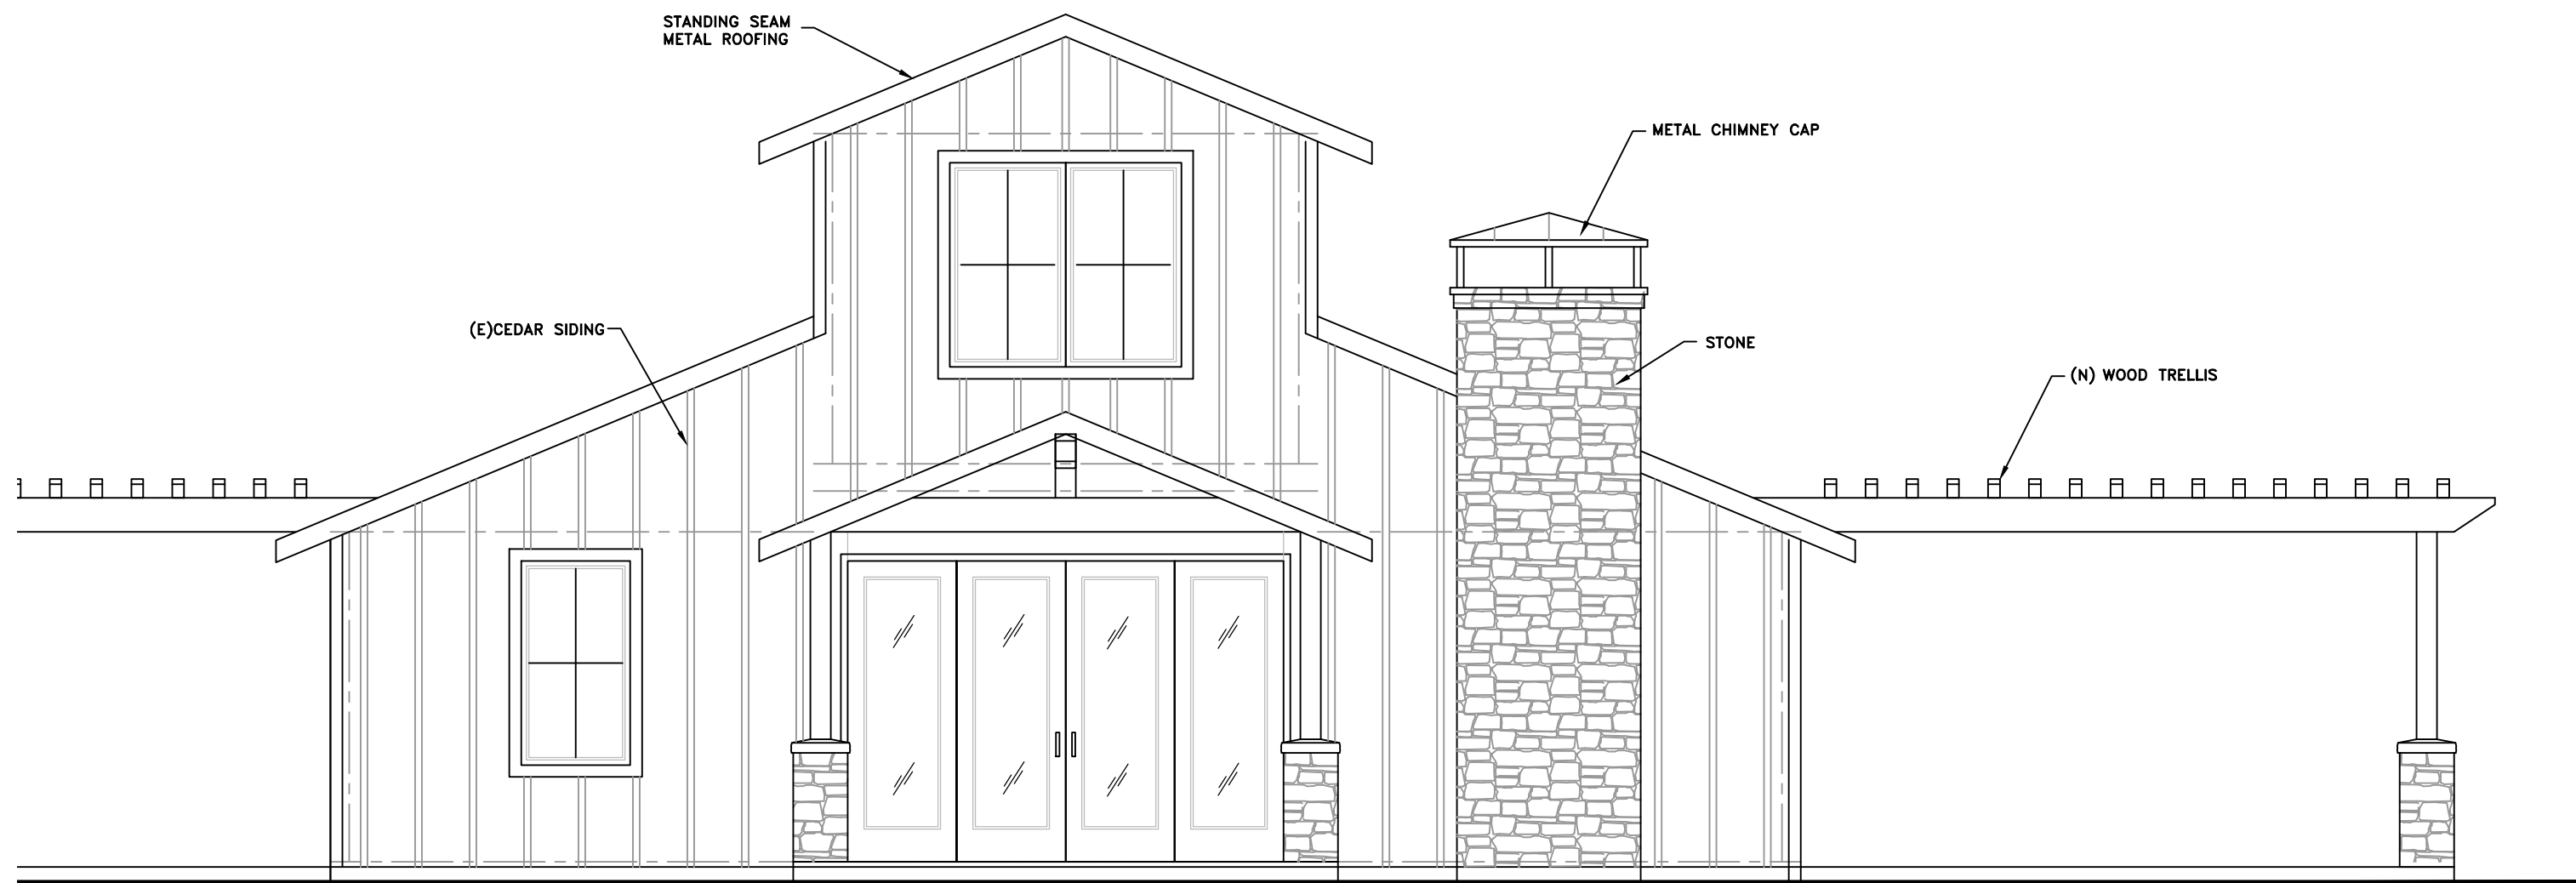 STANDING SEAM
METAL ROOFING
METAL CHIMNEY CAP
(E)CEDAR SIDING
STONE
(N) WOOD TRELLIS